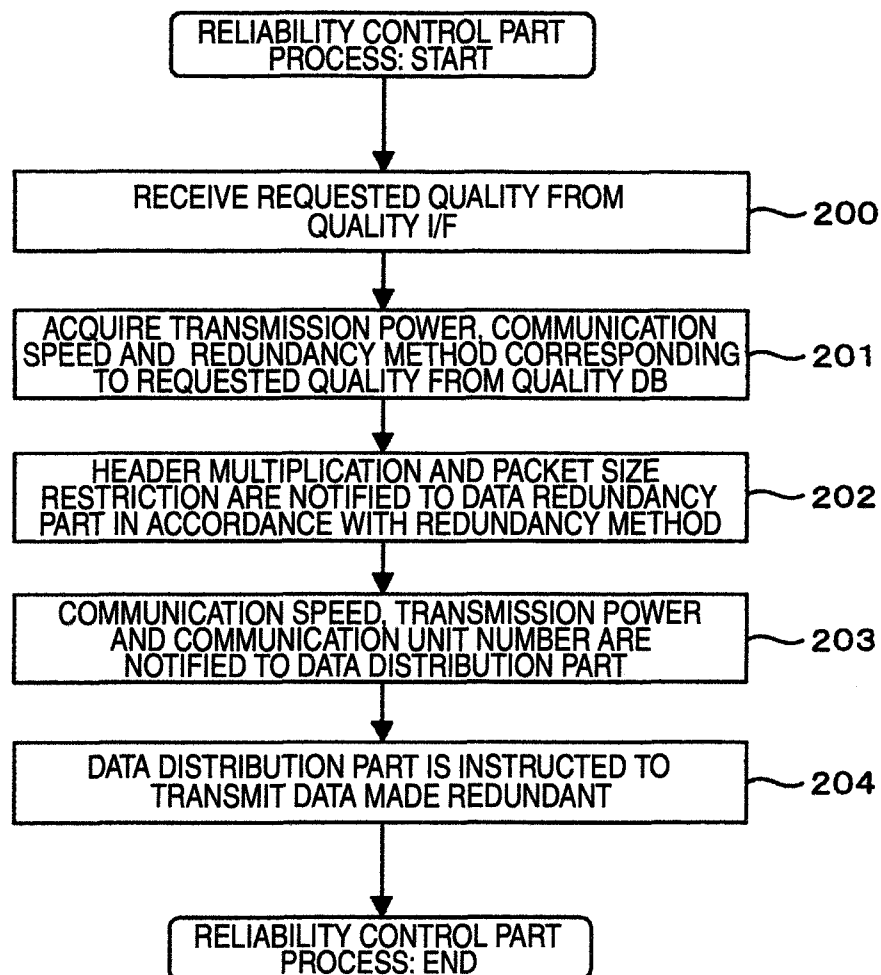 RELIABILITY CONTROL PART
PROCESS: START
RECEIVE REQUESTED QUALITY FROM
QUALITY I/F
200
ACQUIRE TRANSMISSION POWER, COMMUNICATION
SPEED AND REDUNDANCY METHOD CORRESPONDING
TO REQUESTED QUALITY FROM QUALITY DB
201
HEADER MULTIPLICATION AND PACKET SIZE
RESTRICTION ARE NOTIFIED TO DATA REDUNDANCY
PART IN ACCORDANCE WITH REDUNDANCY METHOD
202
COMMUNICATION SPEED, TRANSMISSION POWER
AND COMMUNICATION UNIT NUMBER ARE
NOTIFIED TO DATA DISTRIBUTION PART
203
DATA DISTRIBUTION PART IS INSTRUCTED TO
TRANSMIT DATA MADE REDUNDANT
204
RELIABILITY CONTROL PART
PROCESS: END